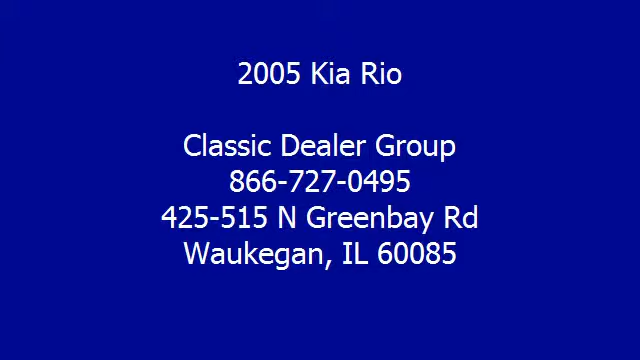 2005 Kia Rio
Classic Dealer Group
866-727-0495
425-515 N Greenbay Rd
Waukegan, IL 60085